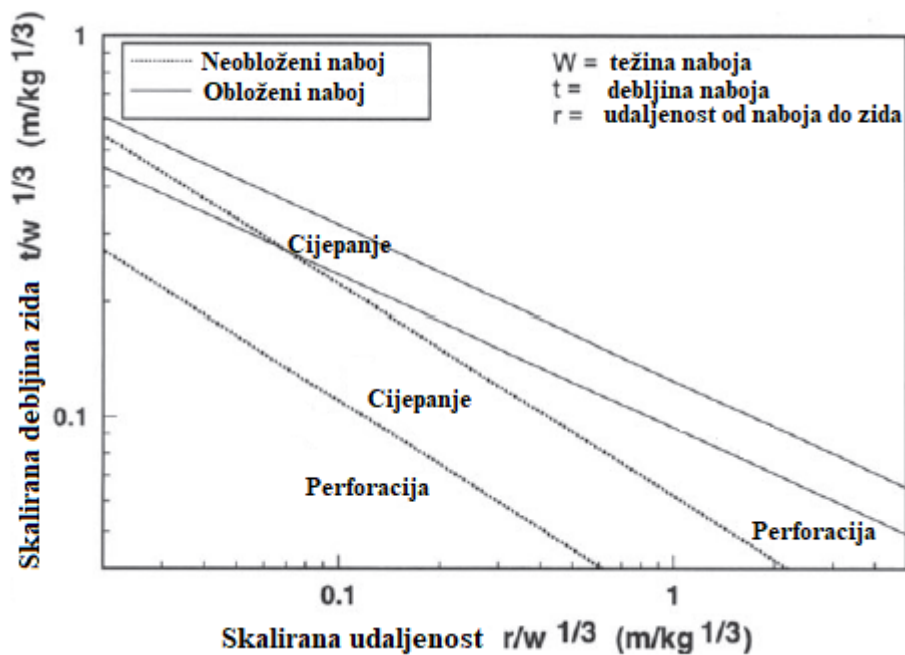 1
Neobloženi naboj
Obloženi naboj
W = težina naboja
t = debljina naboja
r = udaljenost od naboja do zida
Skalirana debljina zida t/w 1/3 (m/kg 1/3)
Cijepanje
0.1
Cijepanje
Perforacija
Perforacija
0.1 1
Skalirana udaljenost r/w 1/3 (m/kg 1/3)